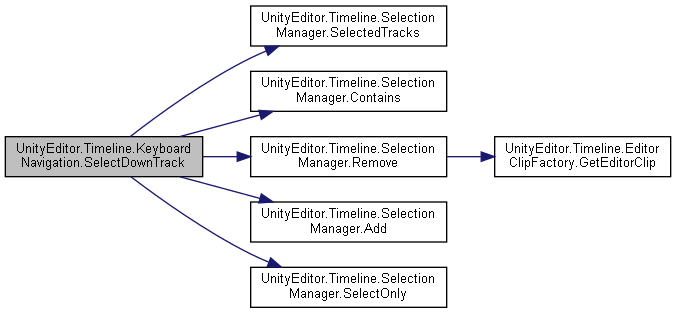 UnityEditor.Timeline.Selection
Manager.SelectedTracks
UnityEditor.Timeline.Selection
Manager.Contains
UnityEditor.Timeline.Keyboard
Navigation.SelectDownTrack
UnityEditor.Timeline.Selection
Manager.Remove
UnityEditor.Timeline.Editor
ClipFactory.GetEditorClip
UnityEditor.Timeline.Selection
Manager.Add
UnityEditor.Timeline.Selection
Manager.SelectOnly